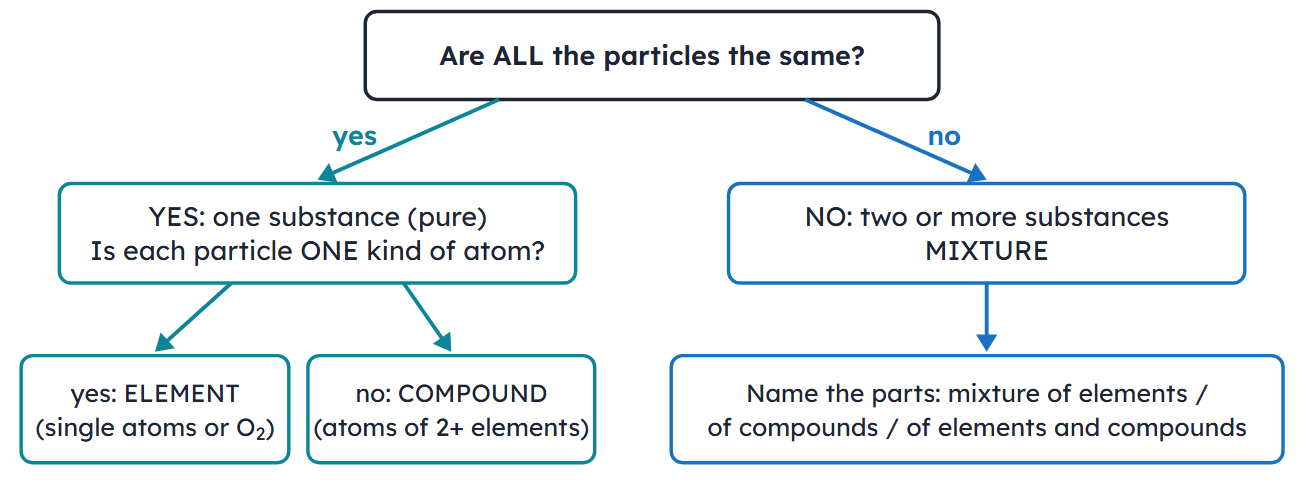 Are ALL the particles the same?
yes
no
YES: one substance (pure)
Is each particle ONE kind of atom?
NO: two or more substances
MIXTURE
yes: ELEMENT
(single atoms or O₂)
no: COMPOUND
(atoms of 2+ elements)
Name the parts: mixture of elements /
of compounds / of elements and compounds